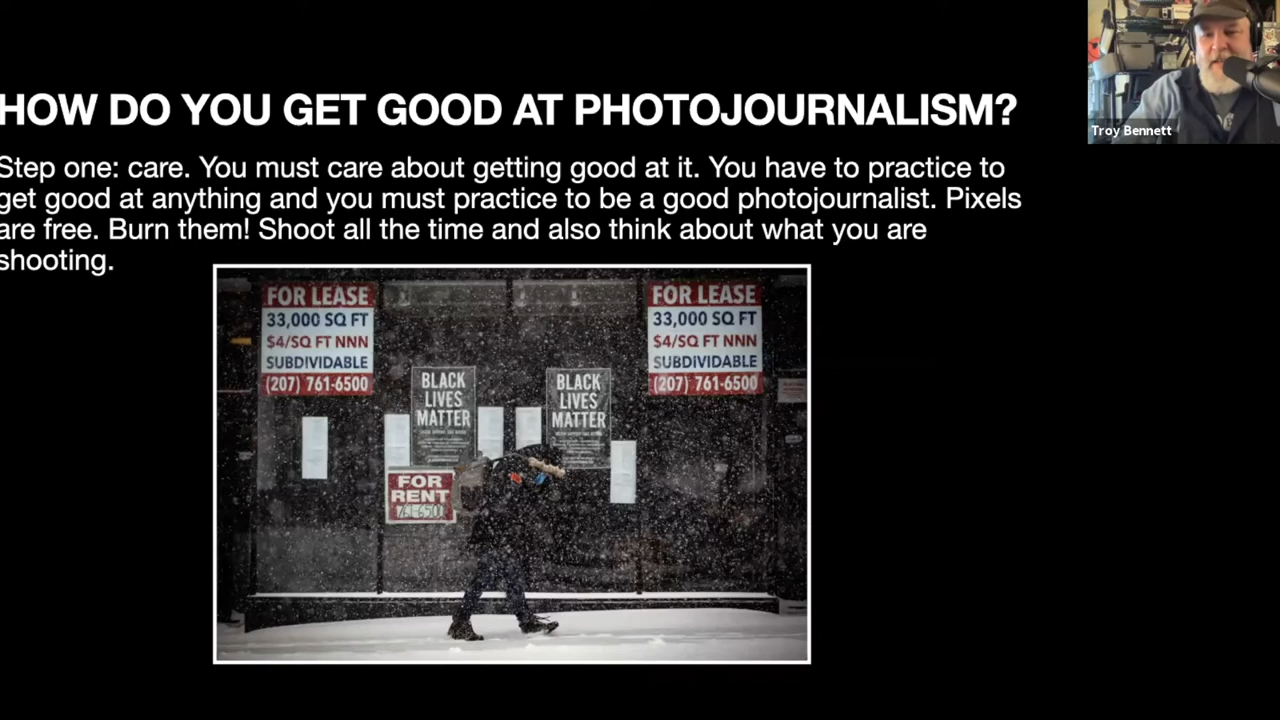 HOW DO YOU GET GOOD AT PHOTOJOURNALISM?
Troy Bennett
Step one: care. You must care about getting good at it. You have to practice to
get good at anything and you must practice to be a good photojournalist. Pixels
are free. Burn them! Shoot all the time and also think about what you are
shooting.
FOR LEASE
33,000 SQ FT
$4/SQ FT NNN
SUBDIVIDABLE
(207) 761-6500
FOR LEASE
33,000 SQ FT
$4/SQ FT NNN
SUBDIVIDABLE
(207) 761-6500
BLACK
LIVES
MATTER
BLACK
LIVES
MATTER
FOR
RENT
761-6500